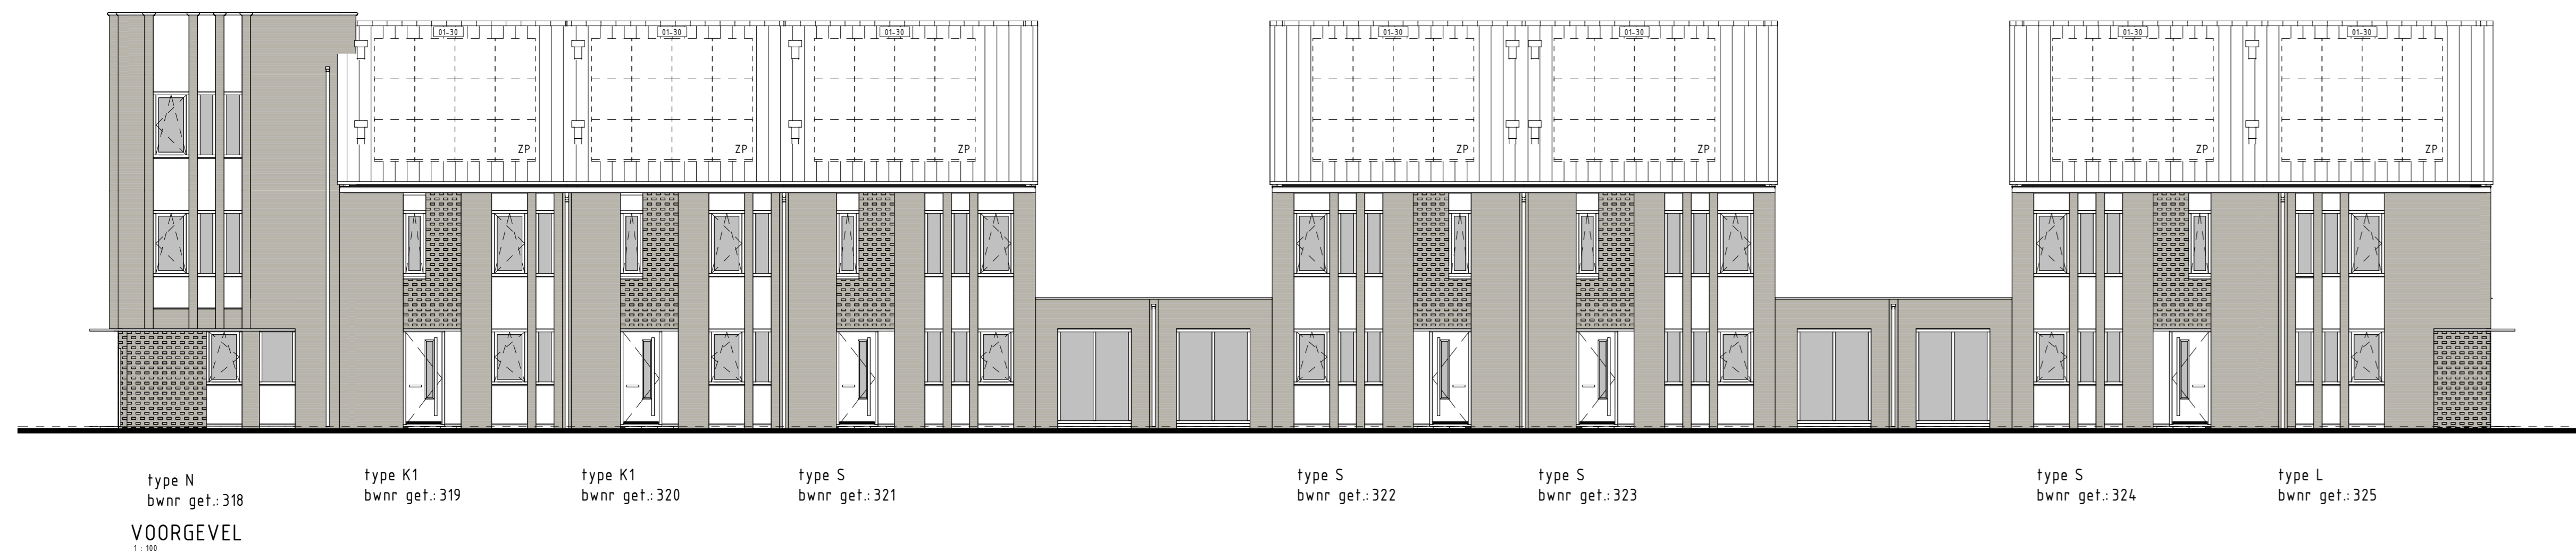 01-30
01-30
01-30
01-30
01-30
01-30
01-30
ZP
ZP
ZP
ZP
ZP
ZP
ZP
type N
bwnr get.: 318
type K1
bwnr get.: 319
type K1
bwnr get.: 320
type S
bwnr get.: 321
type S
bwnr get.: 322
type S
bwnr get.: 323
type S
bwnr get.: 324
type L
bwnr get.: 325
VOORGEVEL
1 : 100